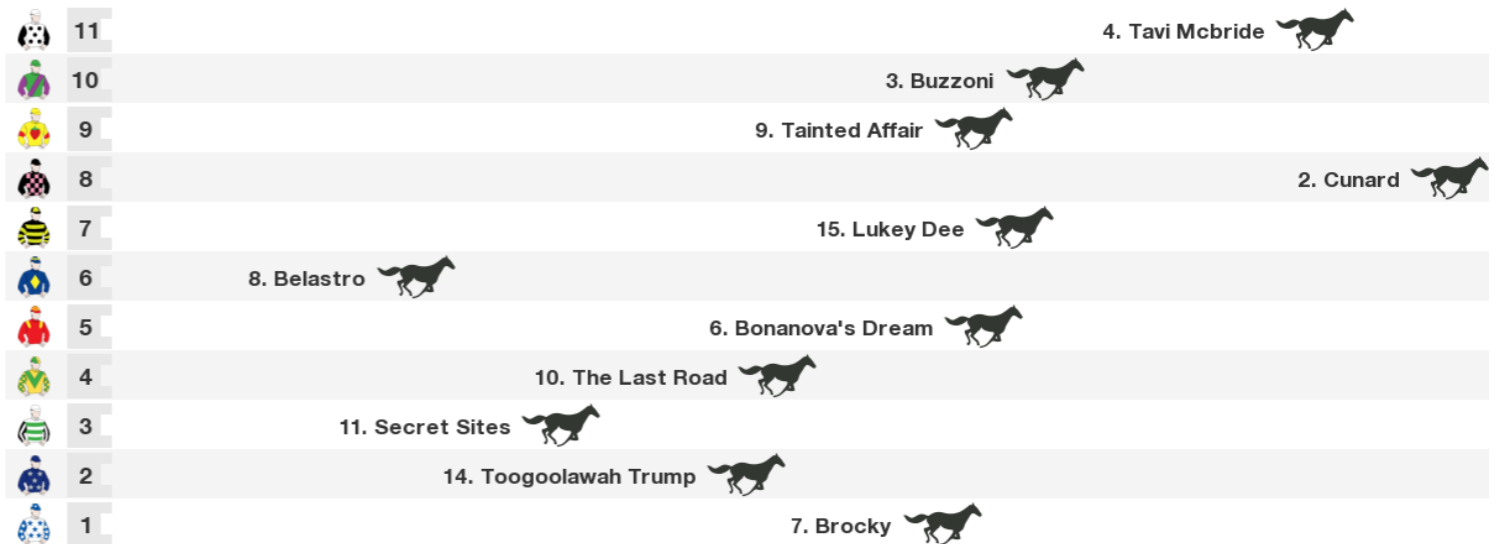 11 4. Tavi Mcbride
10 3. Buzzoni
9 9. Tainted Affair
8 2. Cunard
7 15. Lukey Dee
6 8. Belastro
5 6. Bonanova's Dream
4 10. The Last Road
3 11. Secret Sites
2 14. Toogoolawah Trump
1 7. Brocky